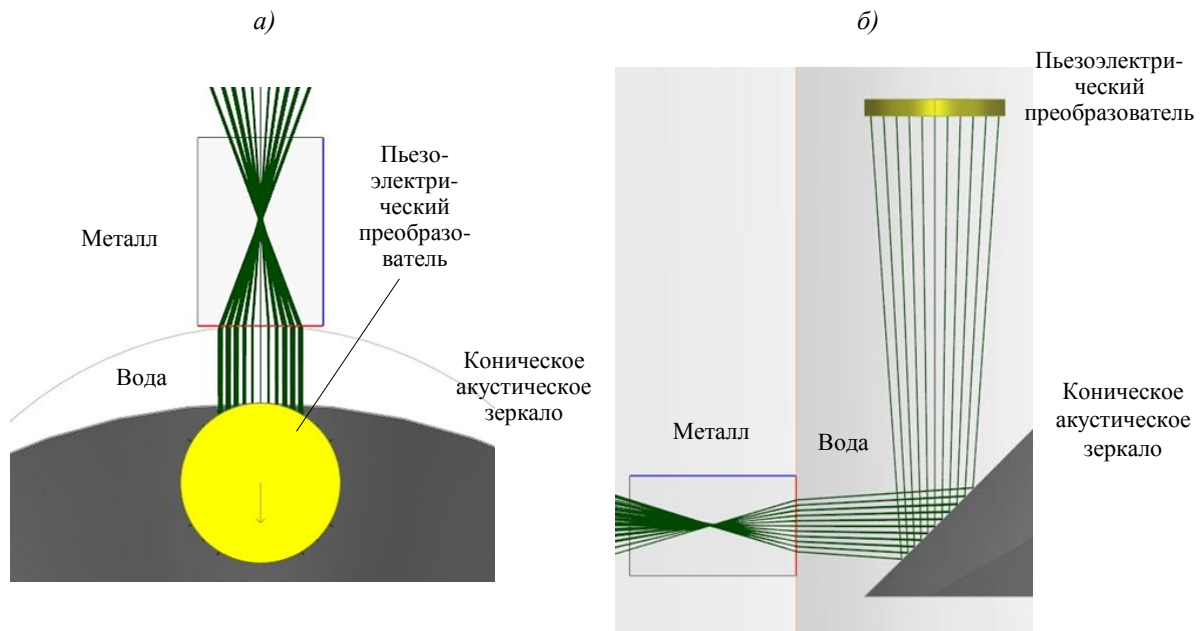 а)
Пьезо-
электри-
ческий
преобразо-
ватель
Металл
Вода
Коническое
акустическое
зеркало
б)
Пьезоэлектри-
ческий
преобразователь
Металл
Вода
Коническое
акустическое
зеркало